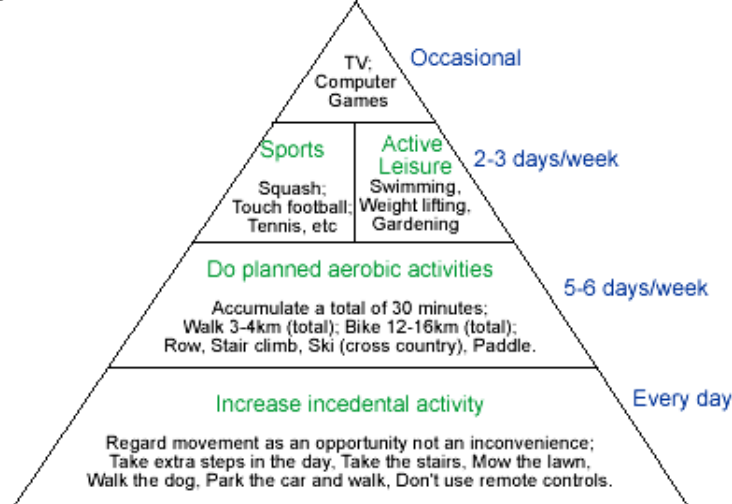 TV;
Computer
Games
Occasional
Sports
Squash;
Touch football;
Tennis, etc
Active
Leisure
Swimming,
Weight lifting,
Gardening
2-3 days/week
Do planned aerobic activities
Accumulate a total of 30 minutes;
Walk 3-4km (total); Bike 12-16km (total);
Row, Stair climb, Ski (cross country), Paddle.
5-6 days/week
Increase incedental activity
Regard movement as an opportunity not an inconvenience;
Take extra steps in the day, Take the stairs, Mow the lawn,
Walk the dog, Park the car and walk, Don't use remote controls.
Every day